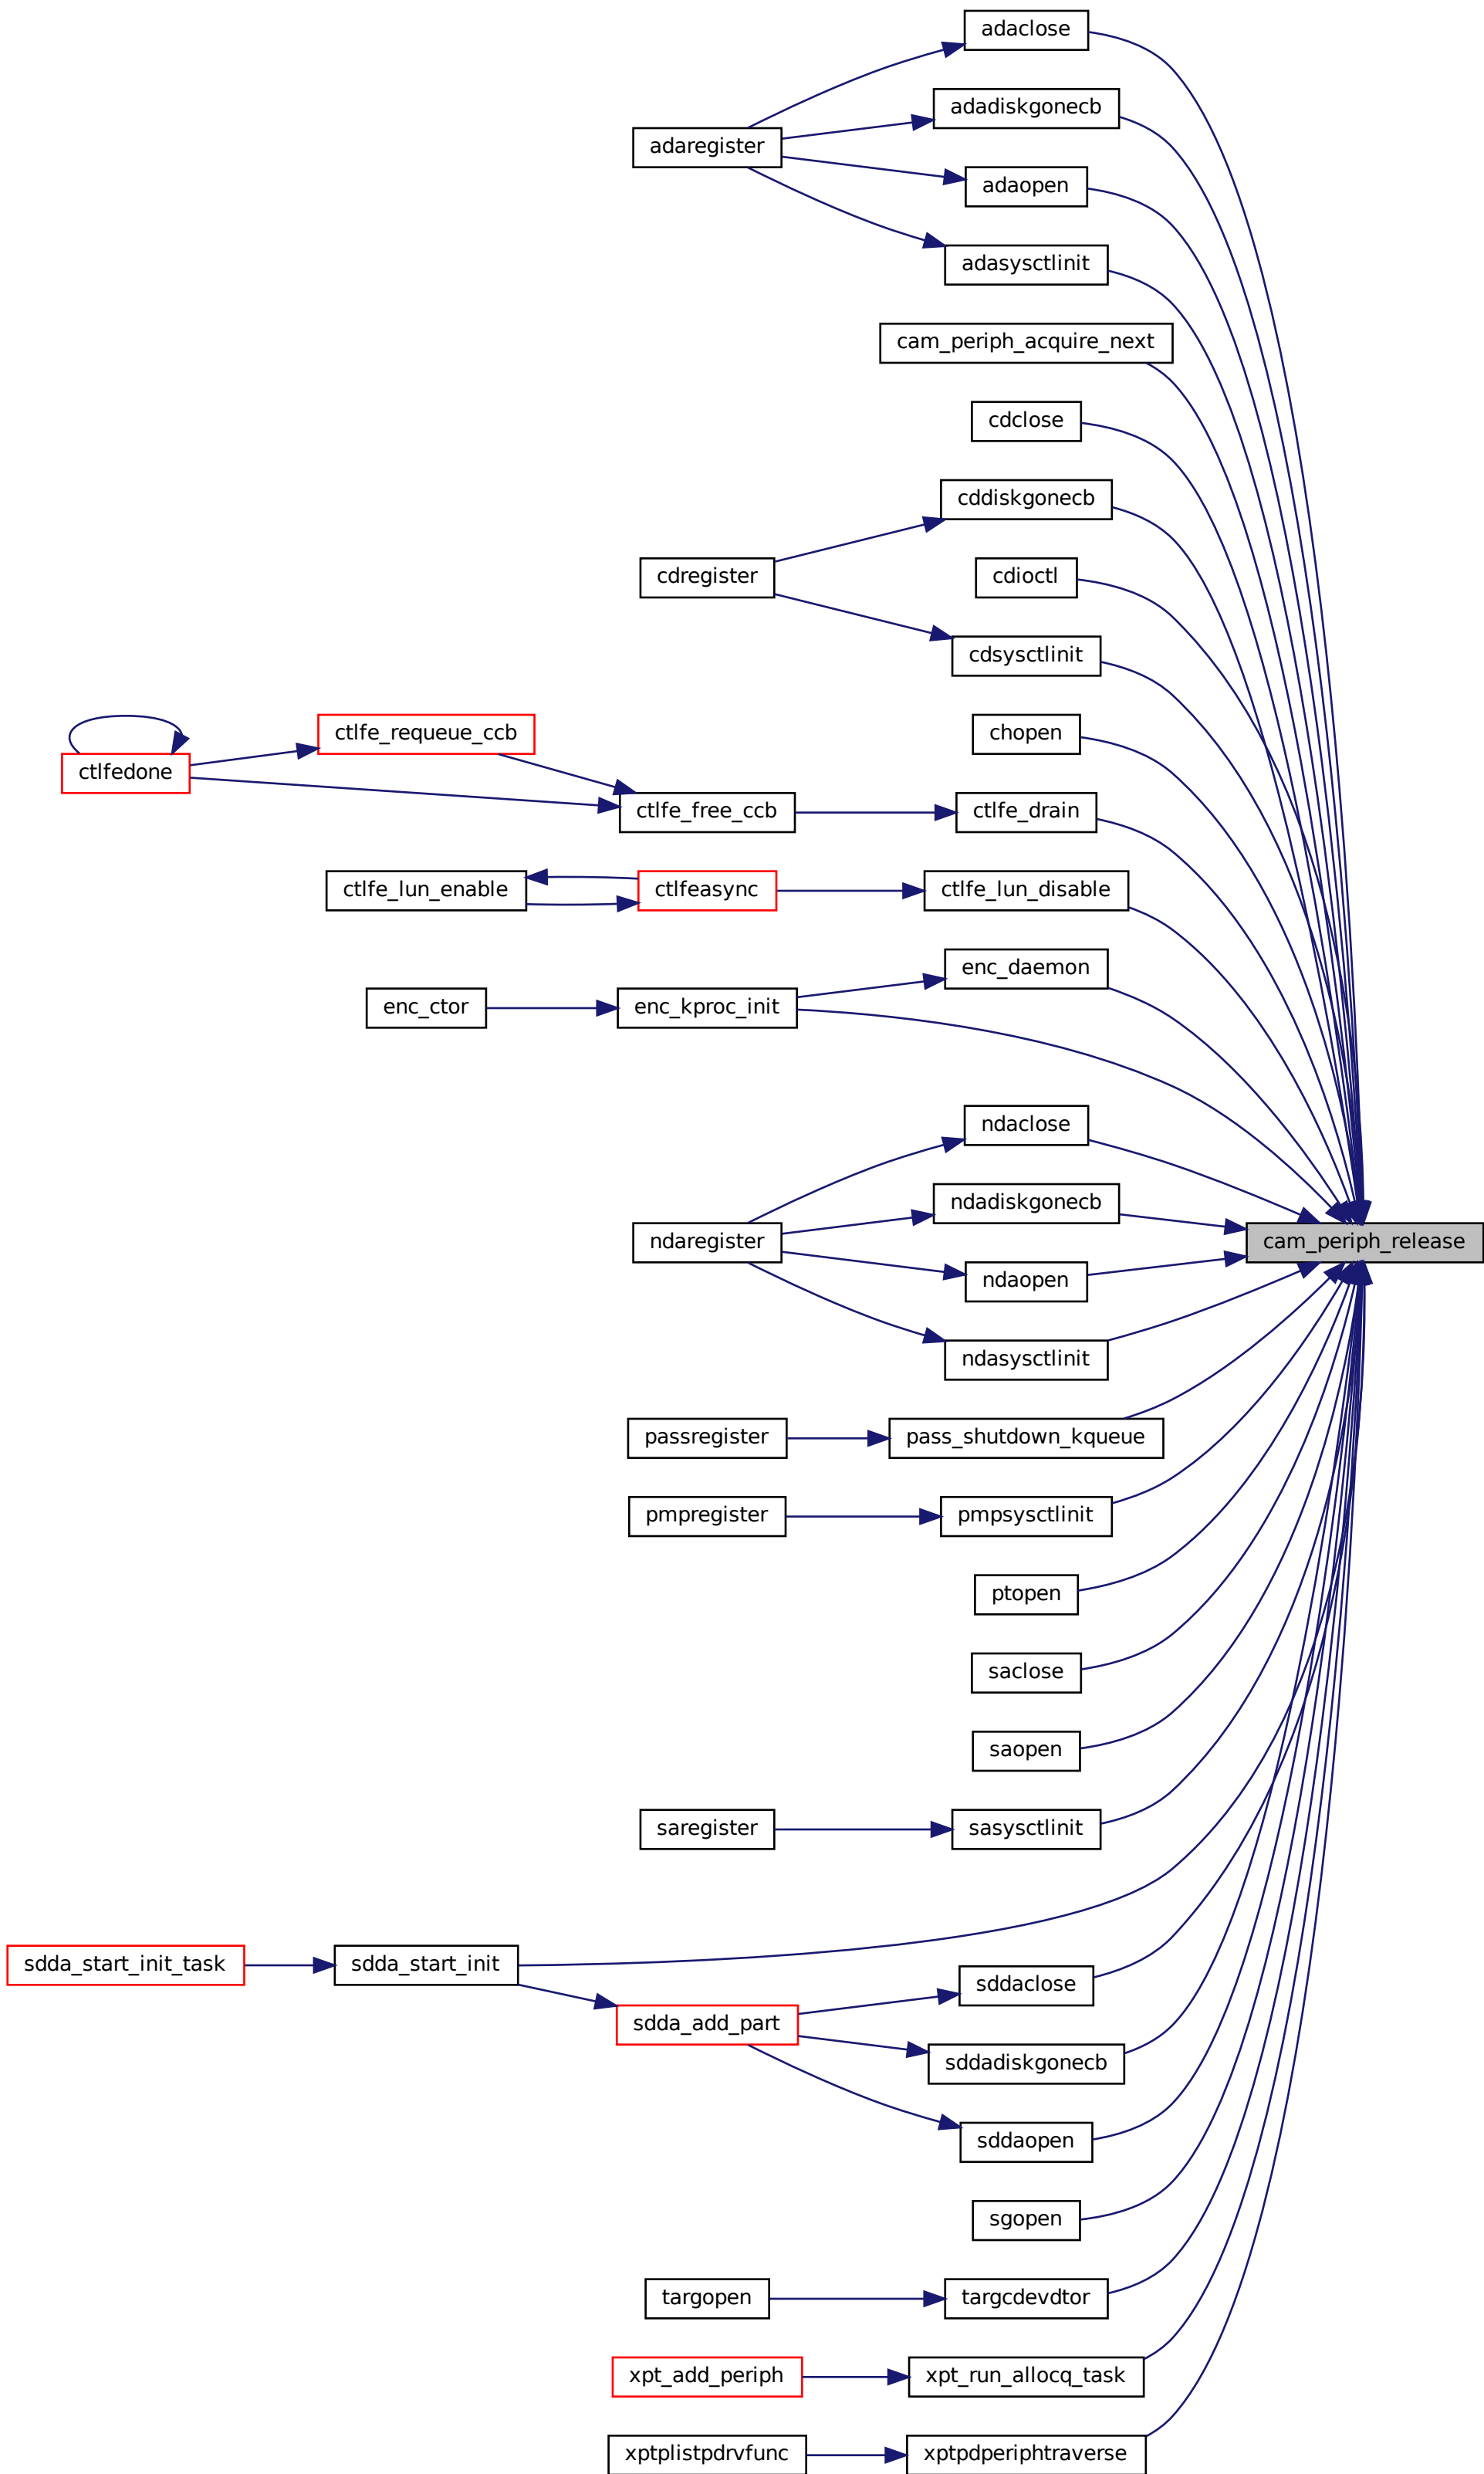 adaclose
adadiskgonecb
adaregister
adaopen
adasysctlinit
cam_periph_acquire_next
cdclose
cddiskgonecb
cdregister
cdioctl
cdsysctlinit
ctlfe_requeue_ccb
chopen
ctlfedone
ctlfe_free_ccb
ctlfe_drain
ctlfe_lun_enable
ctlfeasync
ctlfe_lun_disable
enc_daemon
enc_ctor
enc_kproc_init
ndaclose
ndadiskgonecb
ndaregister
cam_periph_release
ndaopen
ndasysctlinit
passregister
pass_shutdown_kqueue
pmpregister
pmpsysctlinit
ptopen
saclose
saopen
saregister
sasysctlinit
sdda_start_init_task
sdda_start_init
sddaclose
sdda_add_part
sddadiskgonecb
sddaopen
sgopen
targopen
targcdevdtor
xpt_add_periph
xpt_run_allocq_task
xptplistpdrvfunc
xptpdperiphtraverse